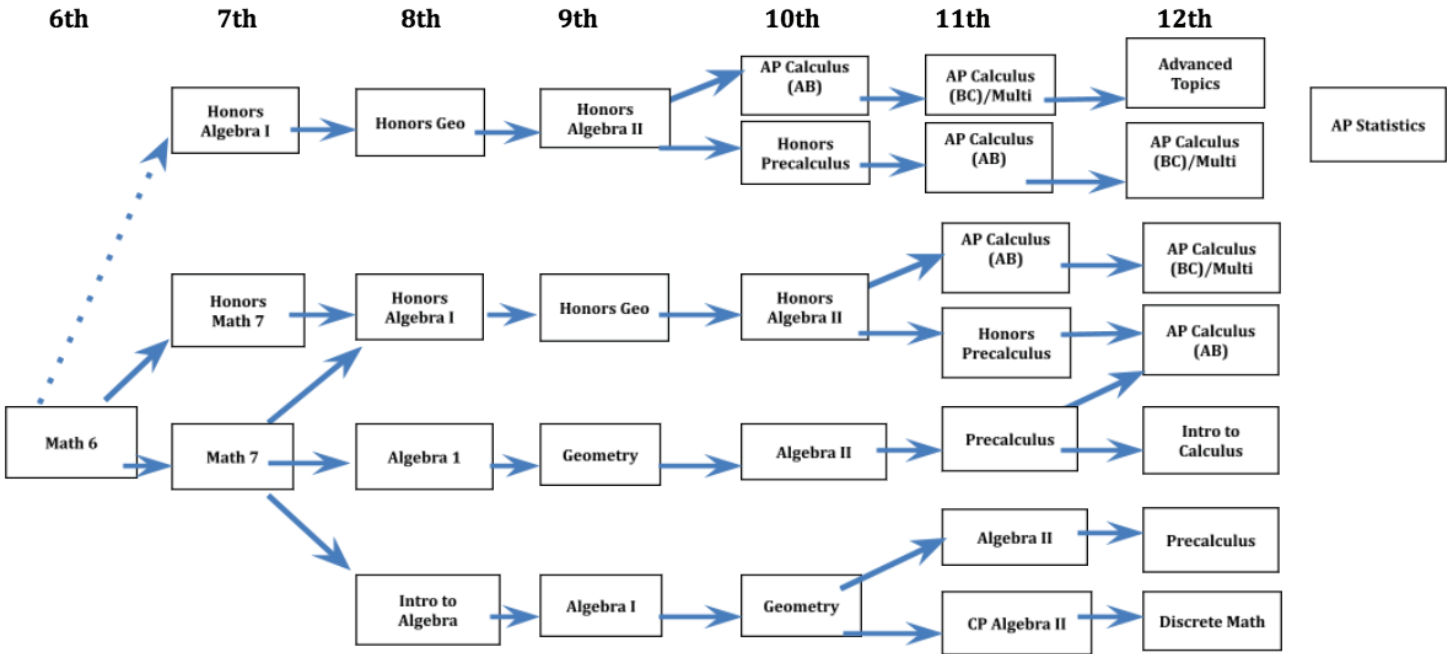 6th 7th 8th 9th 10th 11th 12th
Honors
Algebra I
Honors Geo
Honors
Algebra II
AP Calculus
(AB)
AP Calculus
(BC)/Multi
Advanced
Topics
AP Statistics
Honors
Precalculus
AP Calculus
(AB)
AP Calculus
(BC)/Multi
Honors
Math 7
Honors
Algebra I
Honors Geo
Honors
Algebra II
AP Calculus
(AB)
AP Calculus
(BC)/Multi
Honors
Precalculus
AP Calculus
(AB)
Math 6
Math 7
Algebra 1
Geometry
Algebra II
Precalculus
Intro to
Calculus
Intro to
Algebra
Algebra I
Geometry
Algebra II
Precalculus
CP Algebra II
Discrete Math